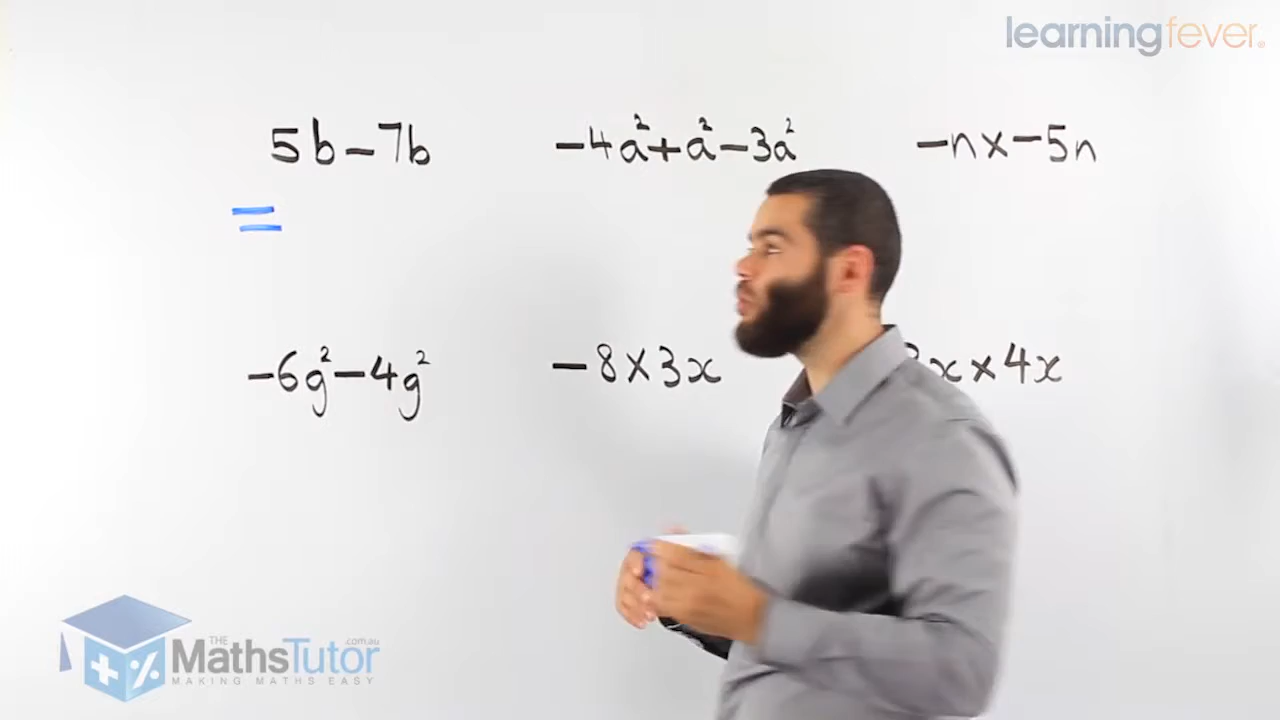 learningfever®
5b-7b
-4a²+a²-3a²
-n×-5n
=
-6g²-4g²
-8×3x
x×4x
THE
MathsTutor
.com.au
MAKING MATHS EASY